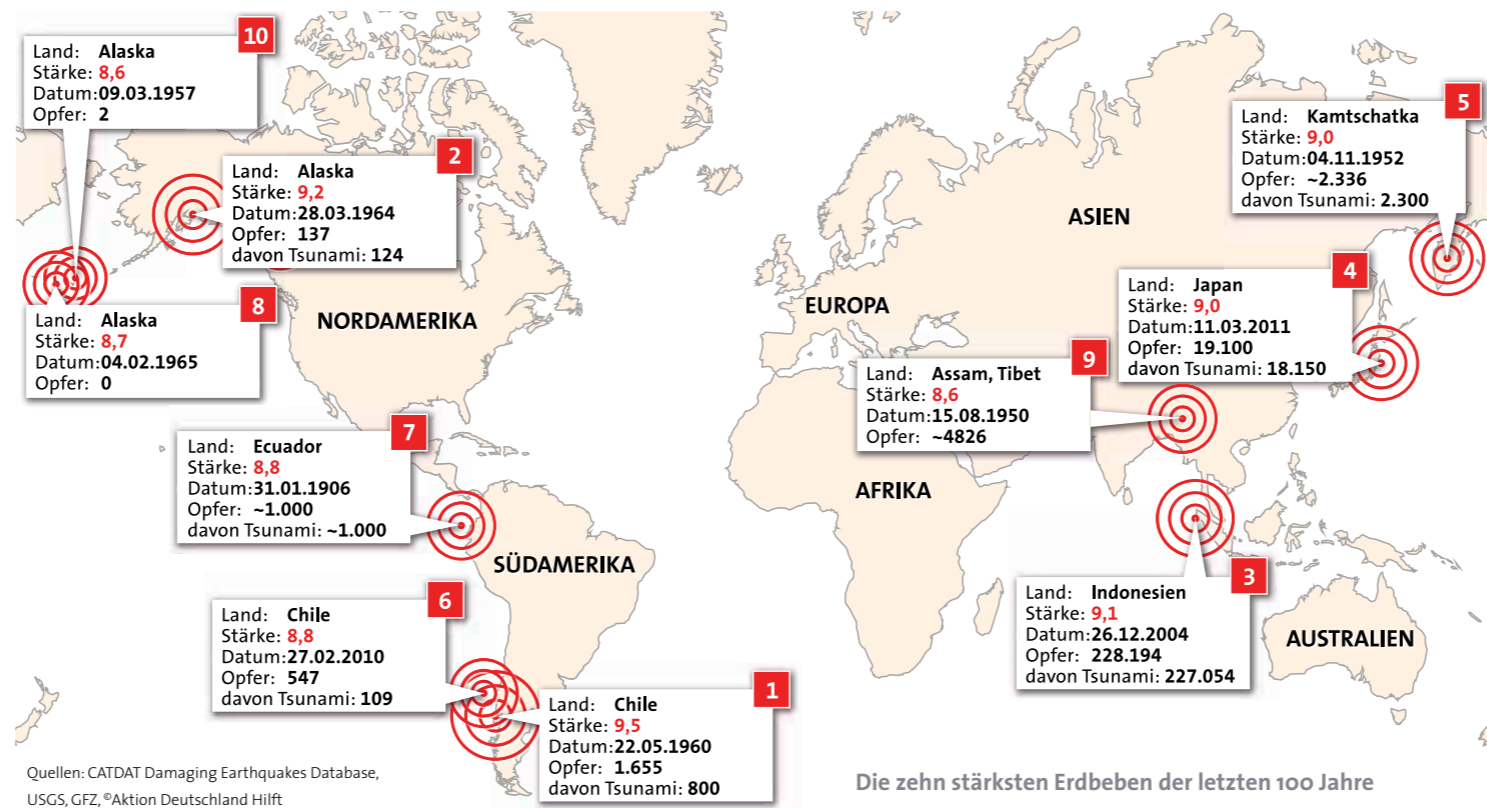 10
Land: Alaska
Stärke: 8,6
Datum:09.03.1957
Opfer: 2
2
Land: Alaska
Stärke: 9,2
Datum:28.03.1964
Opfer: 137
davon Tsunami: 124
8
Land: Alaska
Stärke: 8,7
Datum:04.02.1965
Opfer: 0
NORDAMERIKA
5
Land: Kamtschatka
Stärke: 9,0
Datum:04.11.1952
Opfer: ~2.336
davon Tsunami: 2.300
ASIEN
EUROPA
4
Land: Japan
Stärke: 9,0
Datum:11.03.2011
Opfer: 19.100
davon Tsunami: 18.150
9
Land: Assam, Tibet
Stärke: 8,6
Datum:15.08.1950
Opfer: ~4826
7
Land: Ecuador
Stärke: 8,8
Datum:31.01.1906
Opfer: ~1.000
davon Tsunami: ~1.000
AFRIKA
SÜDAMERIKA
6
Land: Chile
Stärke: 8,8
Datum:27.02.2010
Opfer: 547
davon Tsunami: 109
3
Land: Indonesien
Stärke: 9,1
Datum:26.12.2004
Opfer: 228.194
davon Tsunami: 227.054
AUSTRALIEN
1
Land: Chile
Stärke: 9,5
Datum:22.05.1960
Opfer: 1.655
davon Tsunami: 800
Quellen: CATDAT Damaging Earthquakes Database,
USGS, GFZ, ©Aktion Deutschland Hilft
Die zehn stärksten Erdbeben der letzten 100 Jahre